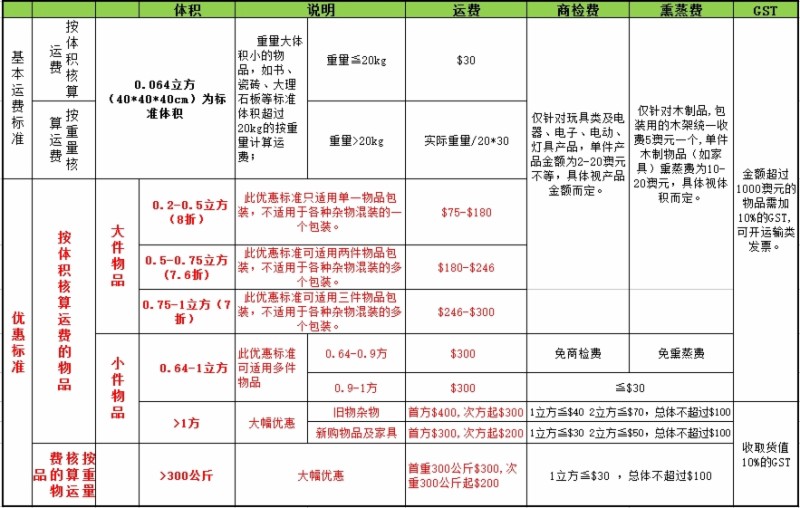 体积
说明
运费
商检费
熏蒸费
GST
基本运费标准
按体积核算
运费
0.064立方
（40*40*40cm）为标
准体积
重量大体
积小的物
品，如书、
瓷砖、大理
石板等标准
体积超过
20kg的按重
量计算运
费；
重量≦20kg
$30
按重量核
算运费
重量>20kg
实际重量/20*30
仅针对玩具类及电
器、电子、电动、
灯具产品，单件产
品金额为2-20澳元
不等，具体视产品
金额而定。
仅针对木制品,包
装用的木架统一收
费5澳元一个,单件
木制物品（如家
具）重蒸费为10-
20澳元，具体视体
积而定。
金额超过
1000澳元的
物品需加
10%的GST,
可开运输类
发票。
优惠标准
按体积核算运费的物品
大件物品
0.2-0.5立方
（8折）
此优惠标准只适用单一物品包
装，不适用于各种杂物混装的一
个包装。
$75-$180
0.5-0.75立方
（7.6折）
此优惠标准可适用两件物品包
装，不适用于各种杂物混装的多
个包装。
$180-$246
0.75-1立方（7
折）
此优惠标准可适用三件物品包
装，不适用于各种杂物混装的多
个包装。
$246-$300
小件物品
0.64-1立方
此优惠标准
可适用多件
物品
0.64-0.9方
$300
免商检费
免重蒸费
0.9-1方
$300
≦$30
>1方
大幅优惠
旧物杂物
首方$400,次方起$300
1立方≦$40 2立方≦$70，总体不超过$100
新购物品及家具
首方$300,次方起$200
1立方≦$30 2立方≦$50，总体不超过$100
收取货值
10%的GST
按重量
核算运
费的物
品
>300公斤
大幅优惠
首重300公斤$300,次
重300公斤起$200
1立方≦$30 ，总体不超过$100